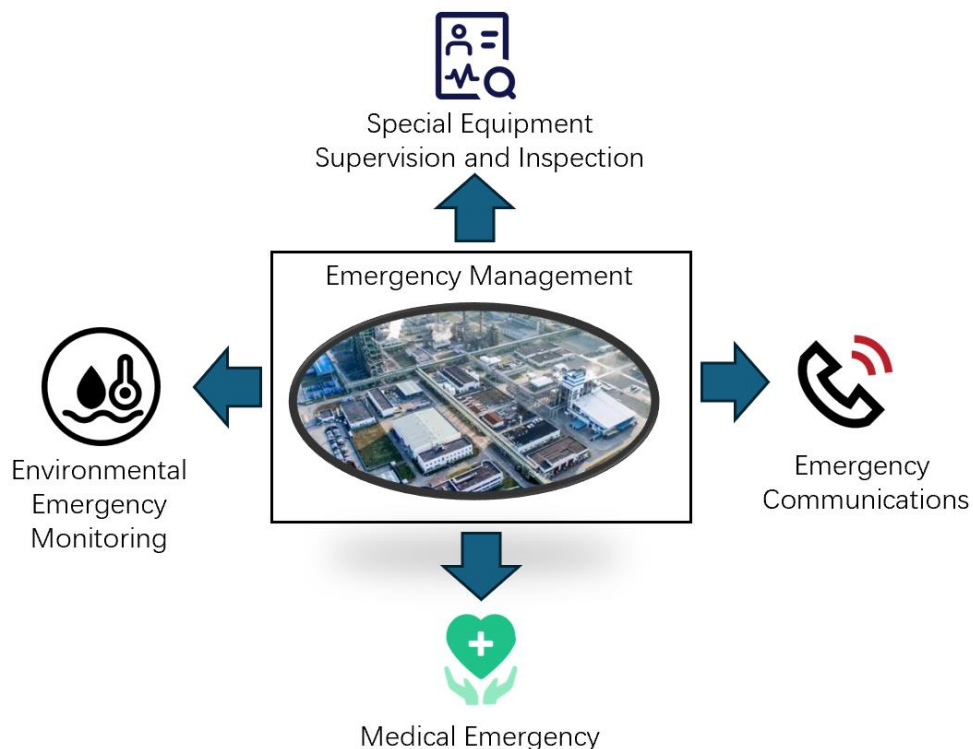 Special Equipment
Supervision and Inspection
Emergency Management
Environmental
Emergency
Monitoring
Emergency
Communications
Medical Emergency